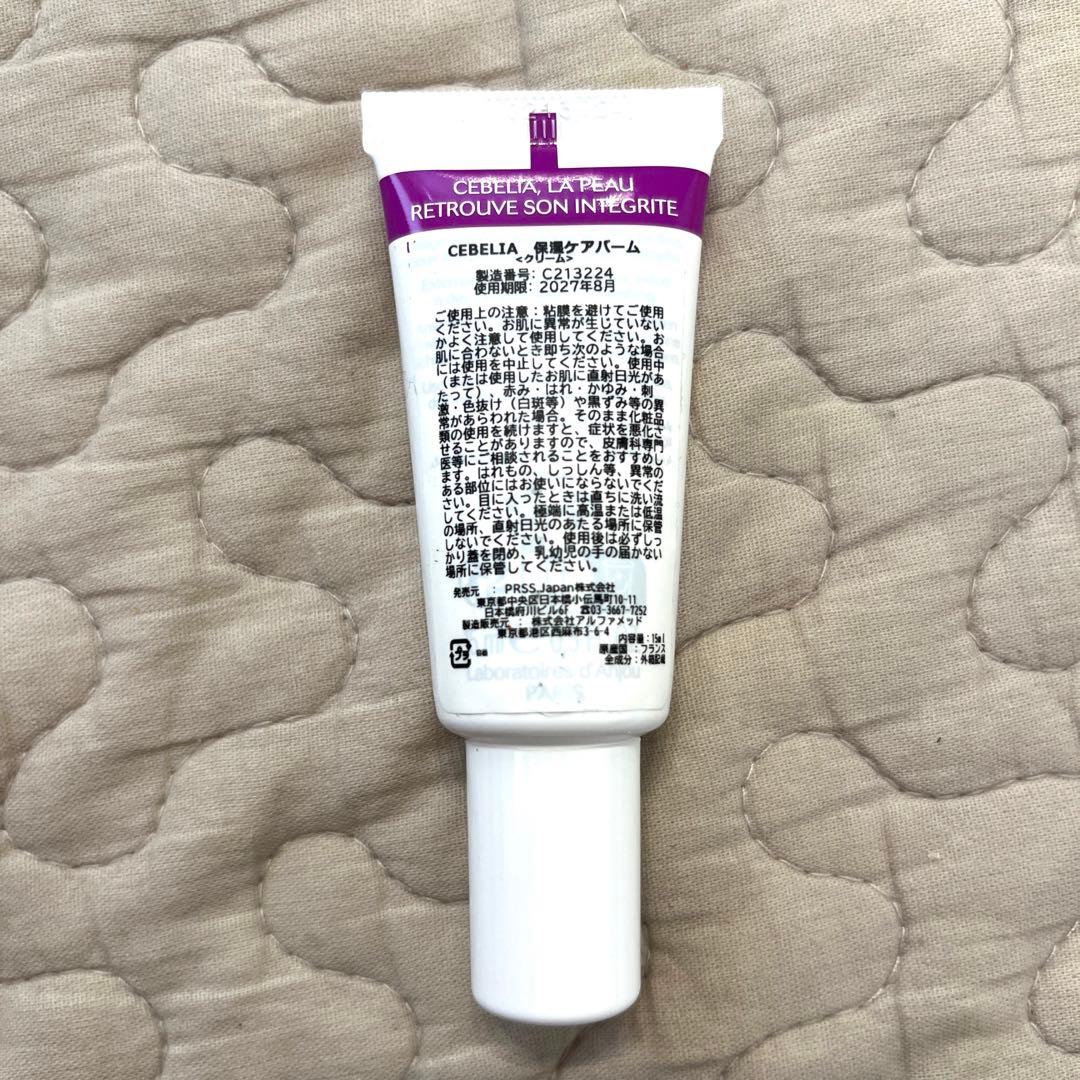 CEBELIA, LA PEAU
RETROUVE SON INTEGRITE
CEBELIA 保湿ケアバーム
<クリーム>
製造番号: C213224
使用期限: 2027年8月
ご使用上の注意：粘膜を避けてご使用
ください。お肌に異常が生じていない
かよく注意して使用してください。お
肌に合わないとき即ち次のような場合
には使用を中止してください。使用中
（または使用したお肌に直射日光があ
たって）、赤み・はれ・かゆみ・刺
激・色抜け（白斑等）や黒ずみ等の異
常があらわれた場合。そのまま化粧品
類の使用を続けますと、症状を悪化さ
せることがありますので、皮膚科専門
医等にご相談されることをおすすめし
ます。はれもの、しっしん等、異常の
ある部位にはお使いにならないでくだ
さい。目に入ったときは直ちに洗い流
してください。極端に高温または低温
の場所、直射日光のあたる場所に保管
しないでください。使用後は必ずしっ
かり蓋を閉め、乳幼児の手の届かない
場所に保管してください。
発売元 ： PRSS.Japan株式会社
東京都中央区日本橋小伝馬町10-11
日本橋府川ビル6F ☎03-3667-7252
製造販売元 ： 株式会社アルファメッド
東京都港区西麻布3-6-4
内容量：15ml
原産国：フランス
全成分：外箱記載
プラ
Laboratoires d'Anjou
PARIS